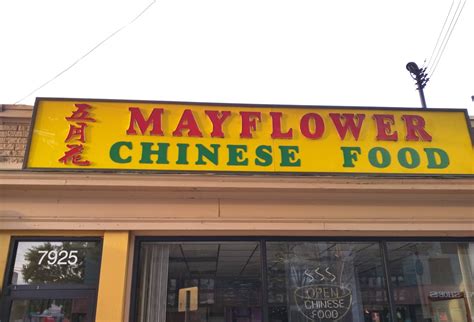 五月花
MAYFLOWER
CHINESE FOOD
7925
OPEN
CHINESE
FOOD